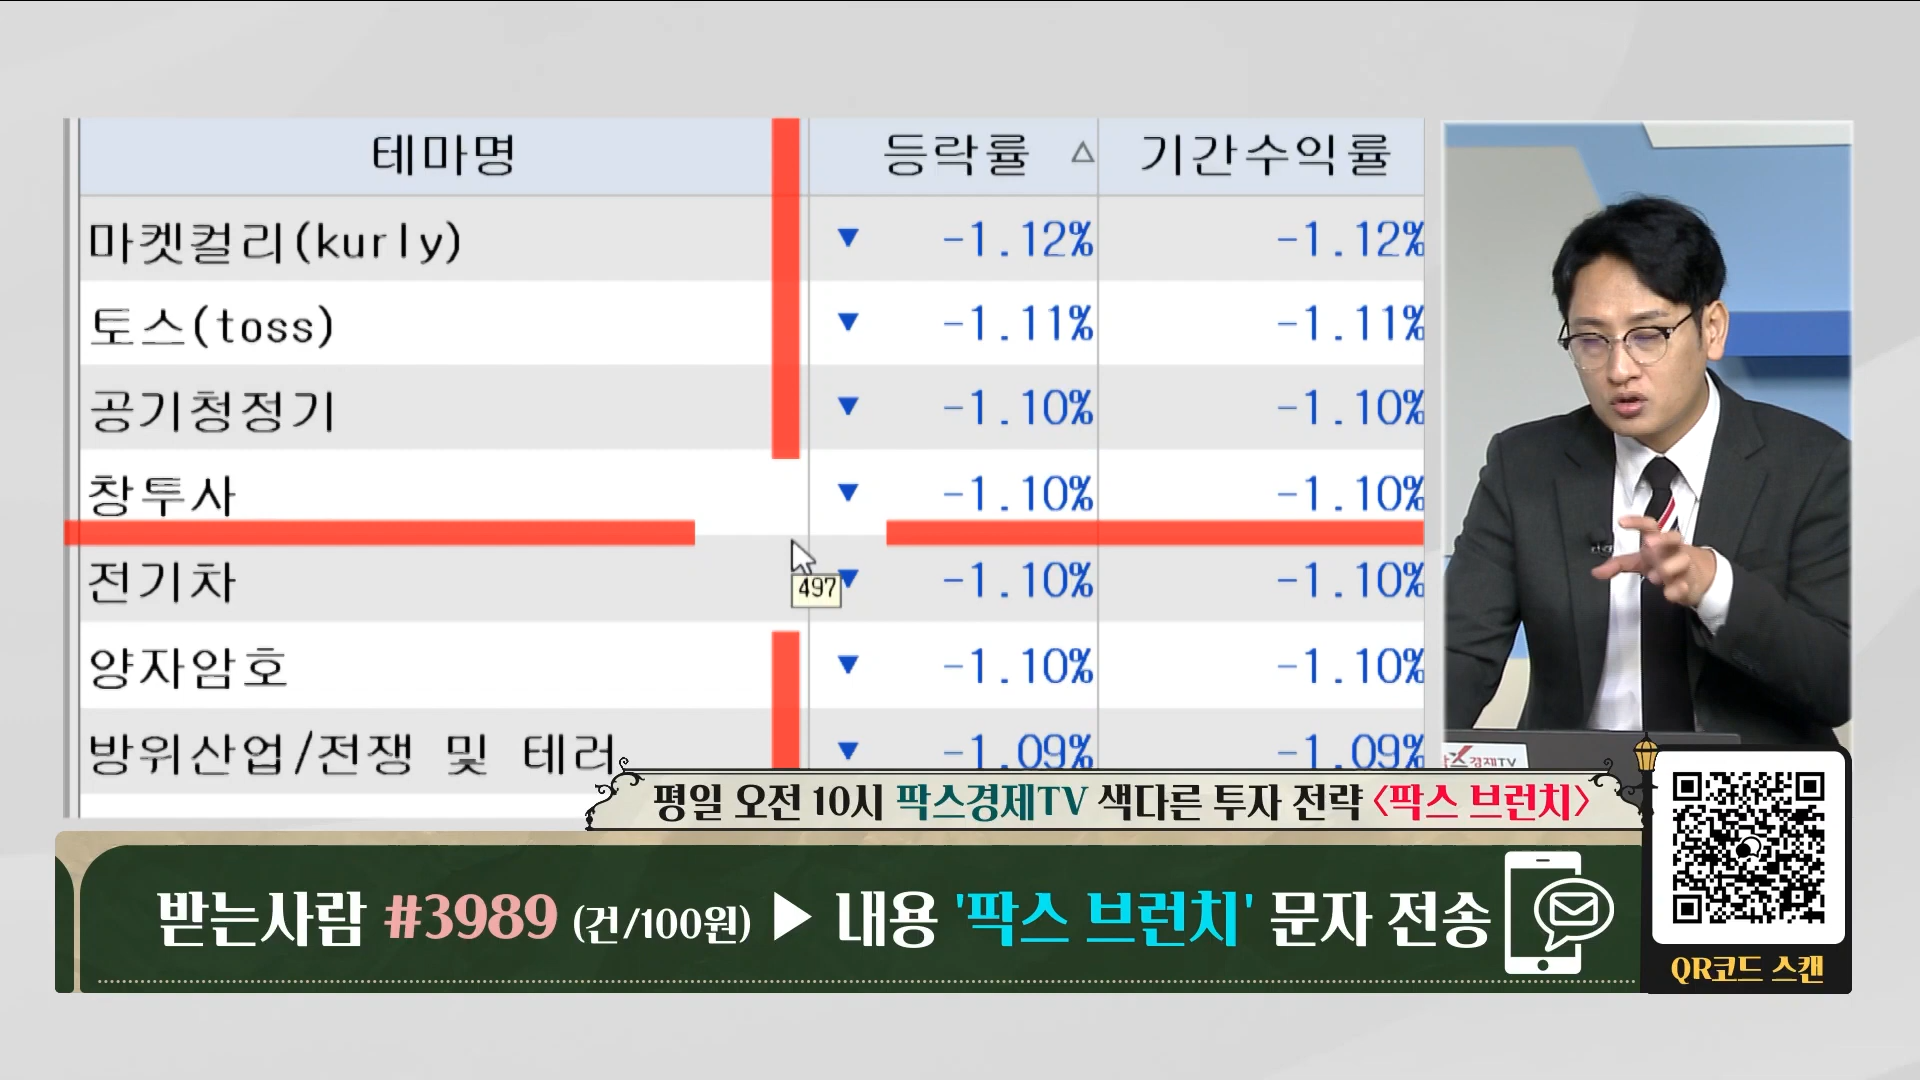 테마명 등락률 △ 기간수익률
마켓컬리(kurly) ▼ -1.12% -1.12%
토스(toss) ▼ -1.11% -1.11%
공기청정기 ▼ -1.10% -1.10%
창투사 ▼ -1.10% -1.10%
전기차 ▼ -1.10% -1.10%
497
양자암호 ▼ -1.10% -1.10%
방위산업/전쟁 및 테러 ▼ -1.09% -1.09%
스경제TV
평일 오전 10시 팍스경제TV 색다른 투자 전략 <팍스 브런치>
받는사람 #3989 (건/100원) ▶ 내용 '팍스 브런치' 문자 전송
QR코드 스캔